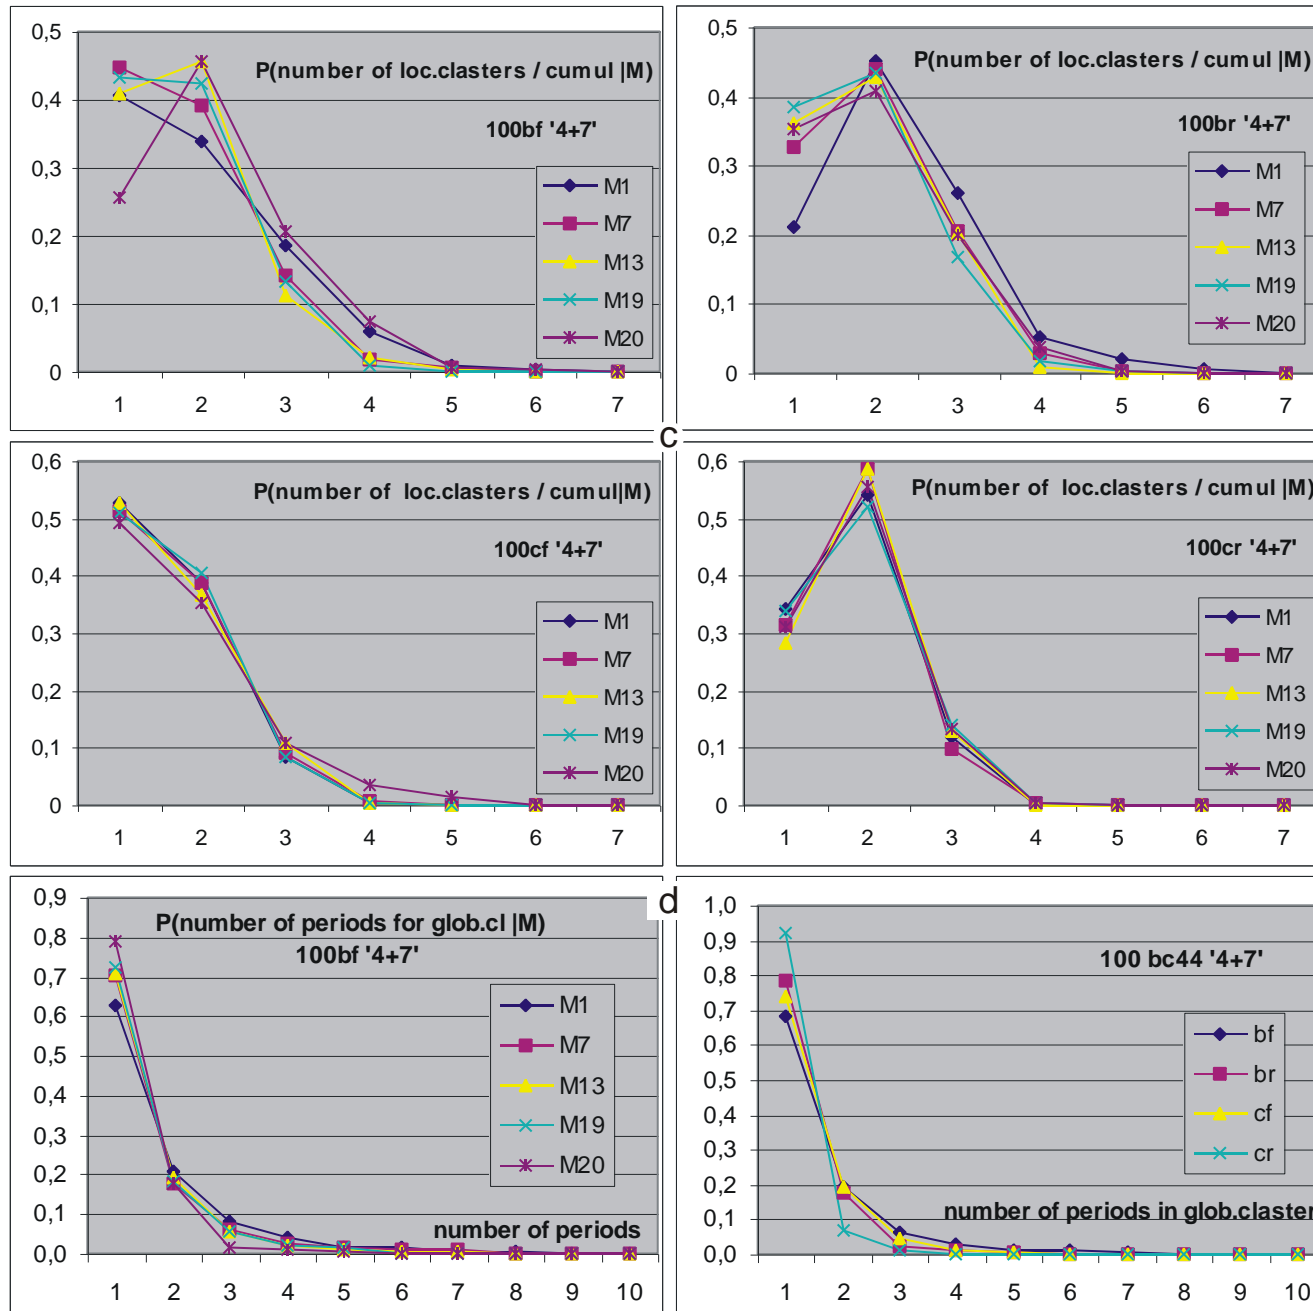 0,5
0,4
0,3
0,2
0,1
0
P(number of loc.clasters / cumul |M)
100bf '4+7'
M1
M7
M13
M19
M20
1 2 3 4 5 6 7
0,5
0,4
0,3
0,2
0,1
0
P(number of loc.clasters / cumul |M)
100br '4+7'
M1
M7
M13
M19
M20
1 2 3 4 5 6 7
c
0,6
0,5
0,4
0,3
0,2
0,1
0
P(number of loc.clasters / cumul|M)
100cf '4+7'
M1
M7
M13
M19
M20
1 2 3 4 5 6 7
0,6
0,5
0,4
0,3
0,2
0,1
0
P(number of loc.clasters / cumul |M)
100cr '4+7'
M1
M7
M13
M19
M20
1 2 3 4 5 6 7
d
0,9
0,8
0,7
0,6
0,5
0,4
0,3
0,2
0,1
0,0
P(number of periods for glob.cl |M)
100bf '4+7'
M1
M7
M13
M19
M20
number of periods
1 2 3 4 5 6 7 8 9 10
1,0
0,9
0,8
0,7
0,6
0,5
0,4
0,3
0,2
0,1
0,0
100 bc44 '4+7'
bf
br
cf
cr
number of periods in glob.claster
1 2 3 4 5 6 7 8 9 10